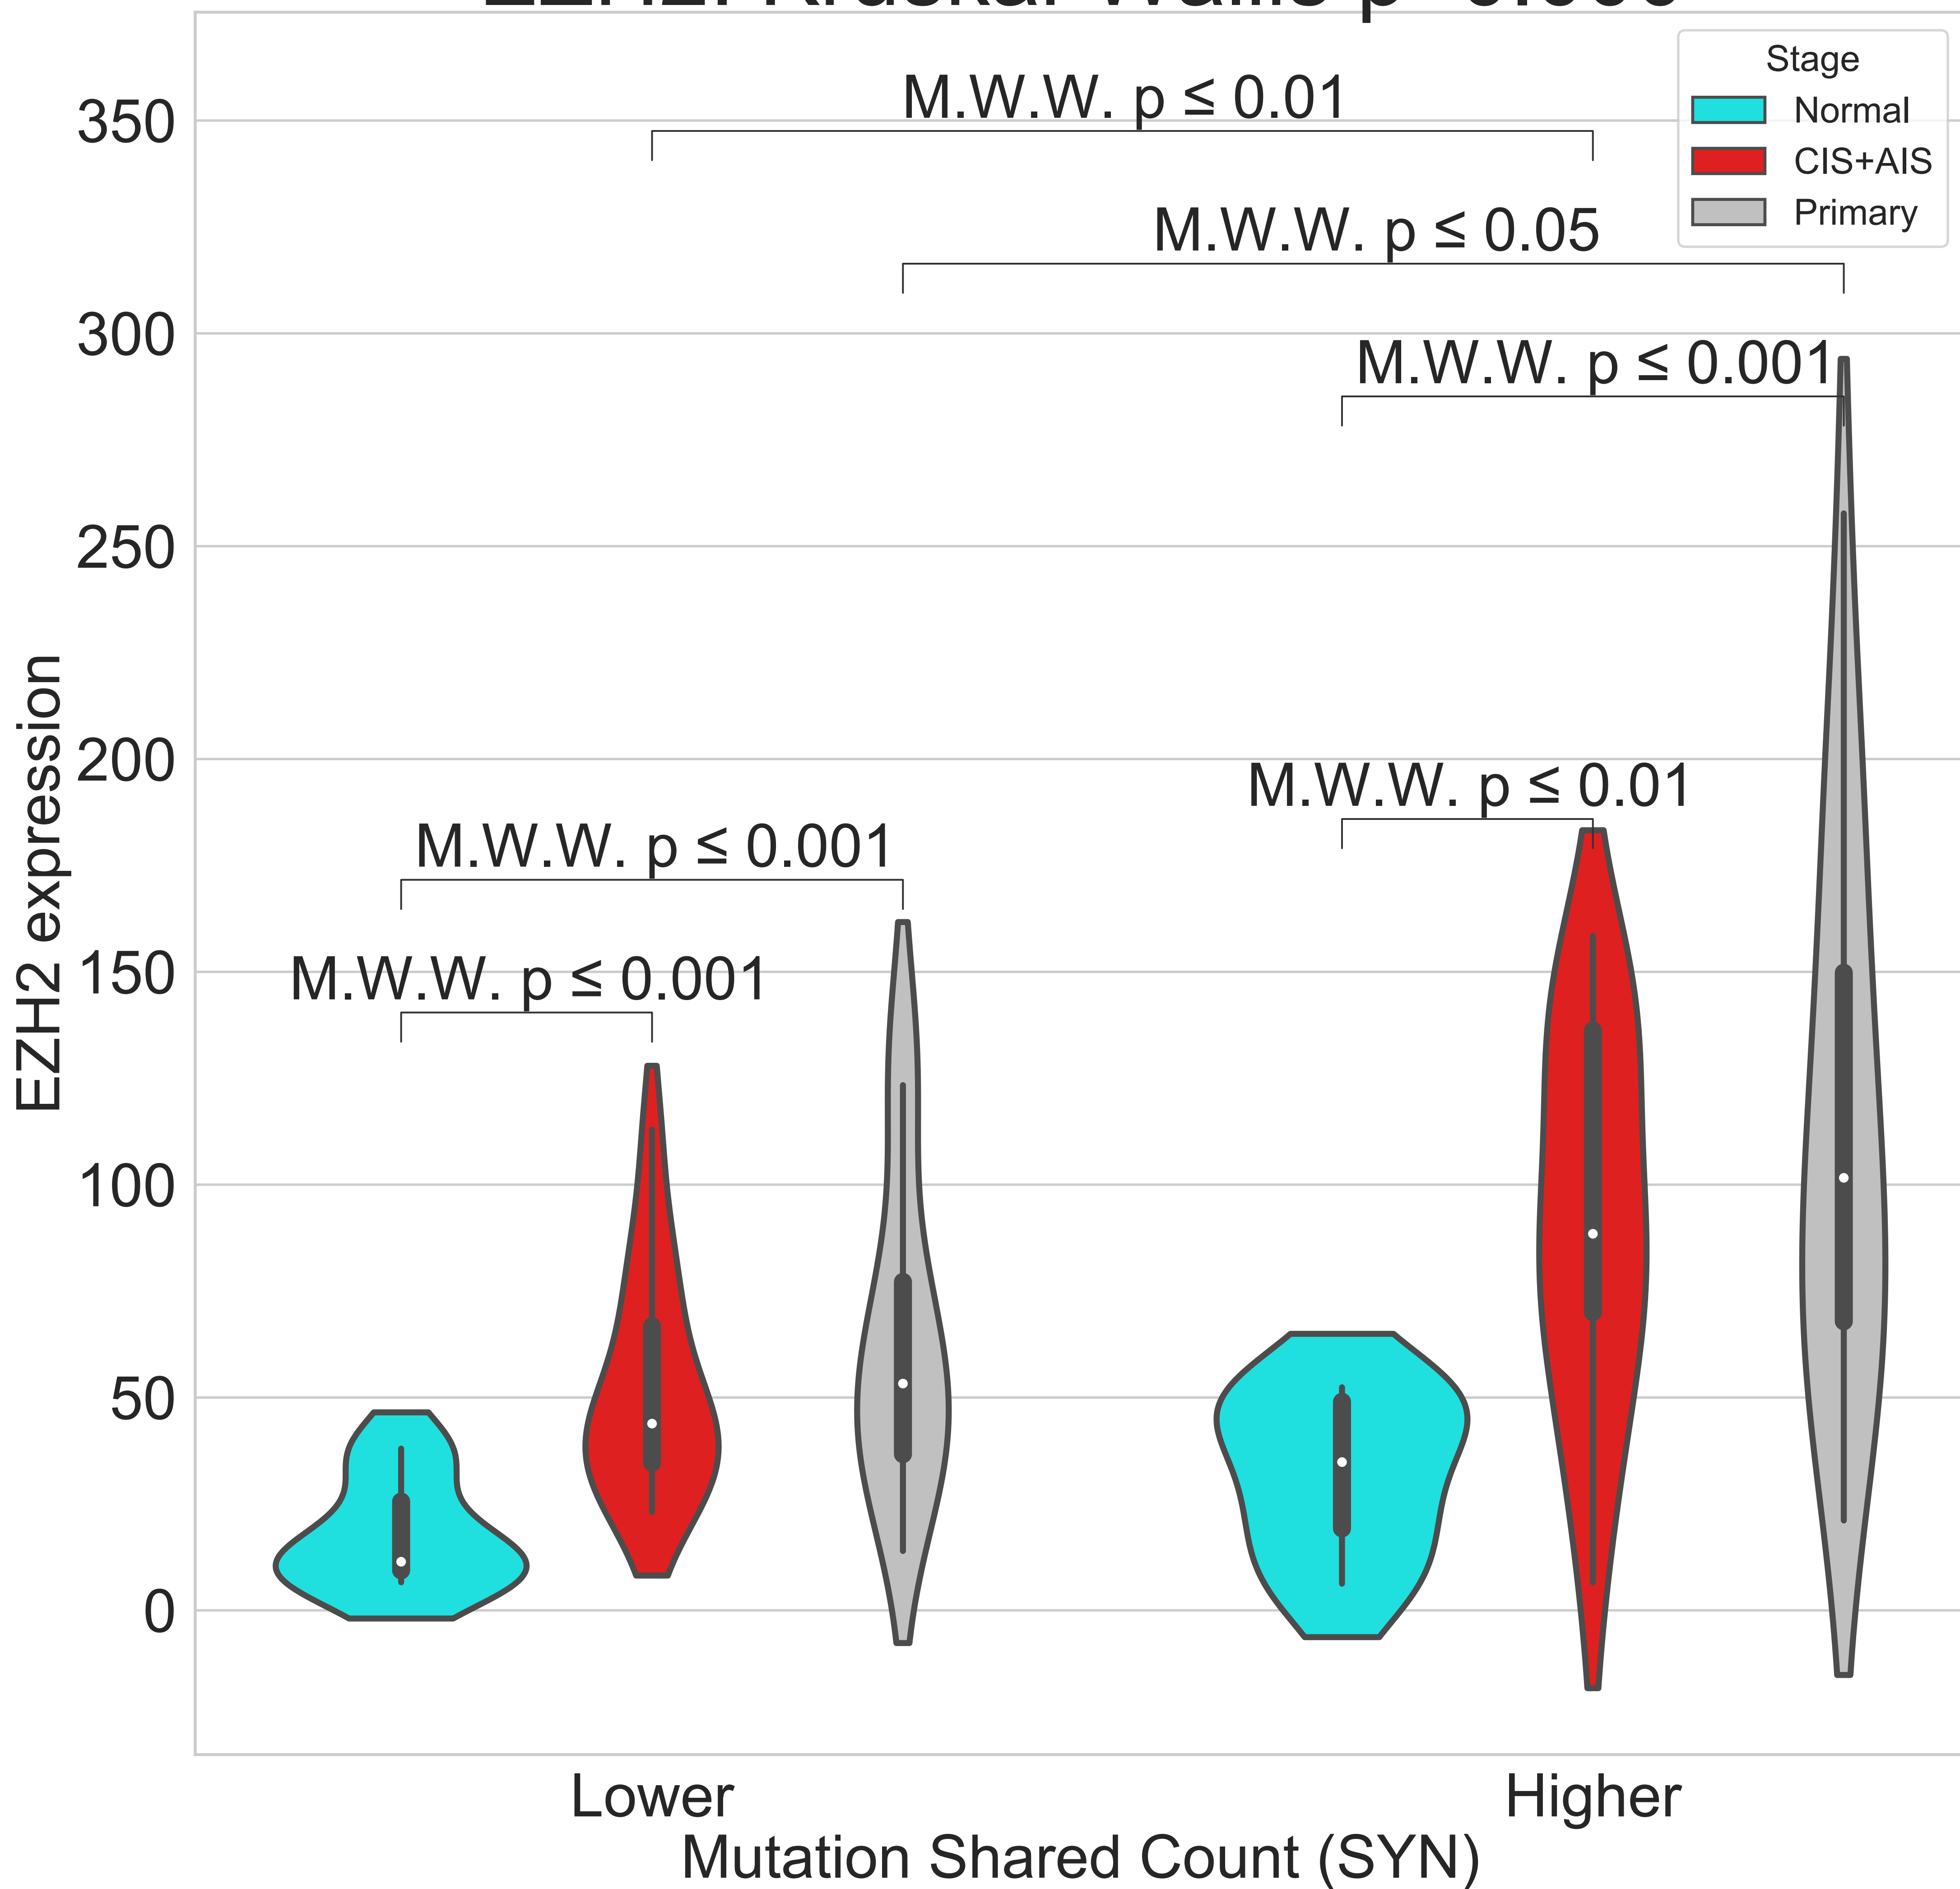 M.W.W. p ≤ 0.01
M.W.W. p ≤ 0.05
M.W.W. p ≤ 0.001
M.W.W. p ≤ 0.01
M.W.W. p ≤ 0.001
M.W.W. p ≤ 0.001
Stage
Normal
CIS+AIS
Primary
350
300
250
200
150
100
50
0
EZH2 expression
Lower
Higher
Mutation Shared Count (SYN)